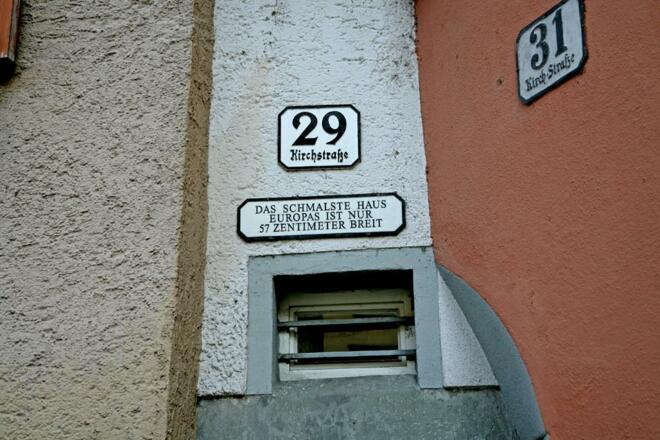 29
Kirchstraße
DAS SCHMALSTE HAUS
EUROPAS IST NUR
57 ZENTIMETER BREIT
31
Kirch-Straße